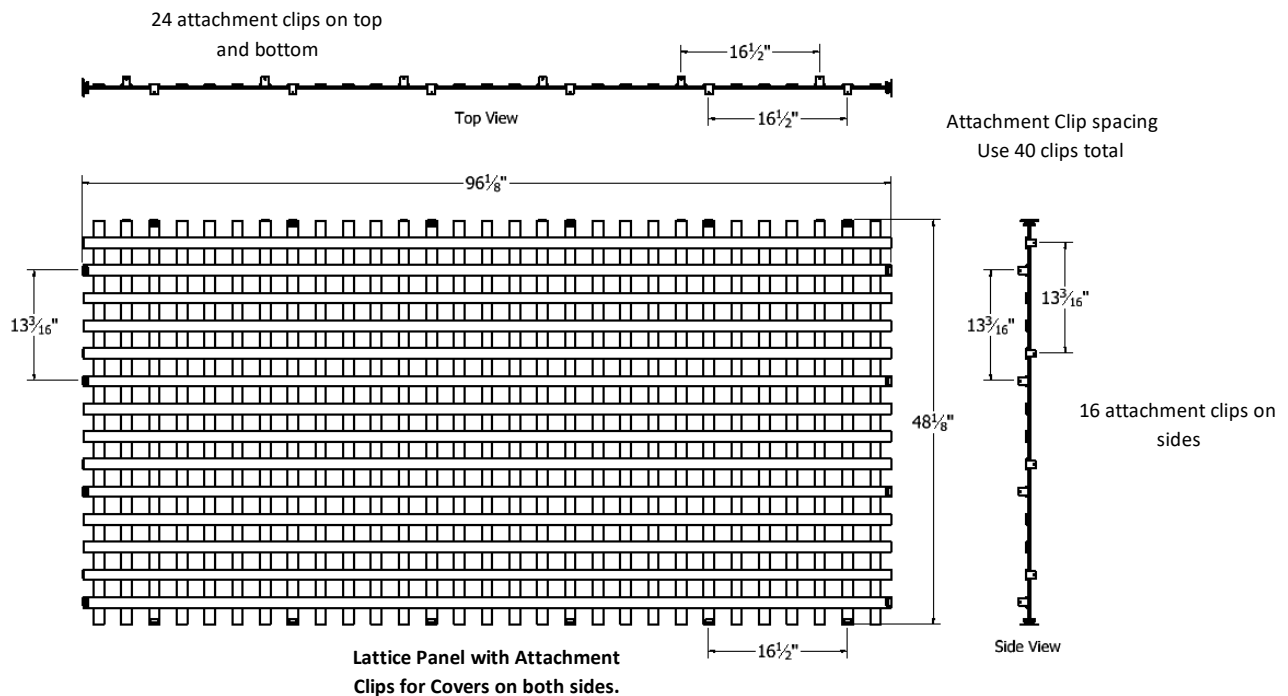 24 attachment clips on top
and bottom
16½"
Top View
16½"
Attachment Clip spacing
Use 40 clips total
96⅛"
13³⁄₁₆"
13³⁄₁₆"
13³⁄₁₆"
48⅛"
16 attachment clips on
sides
16½"
Side View
Lattice Panel with Attachment
Clips for Covers on both sides.